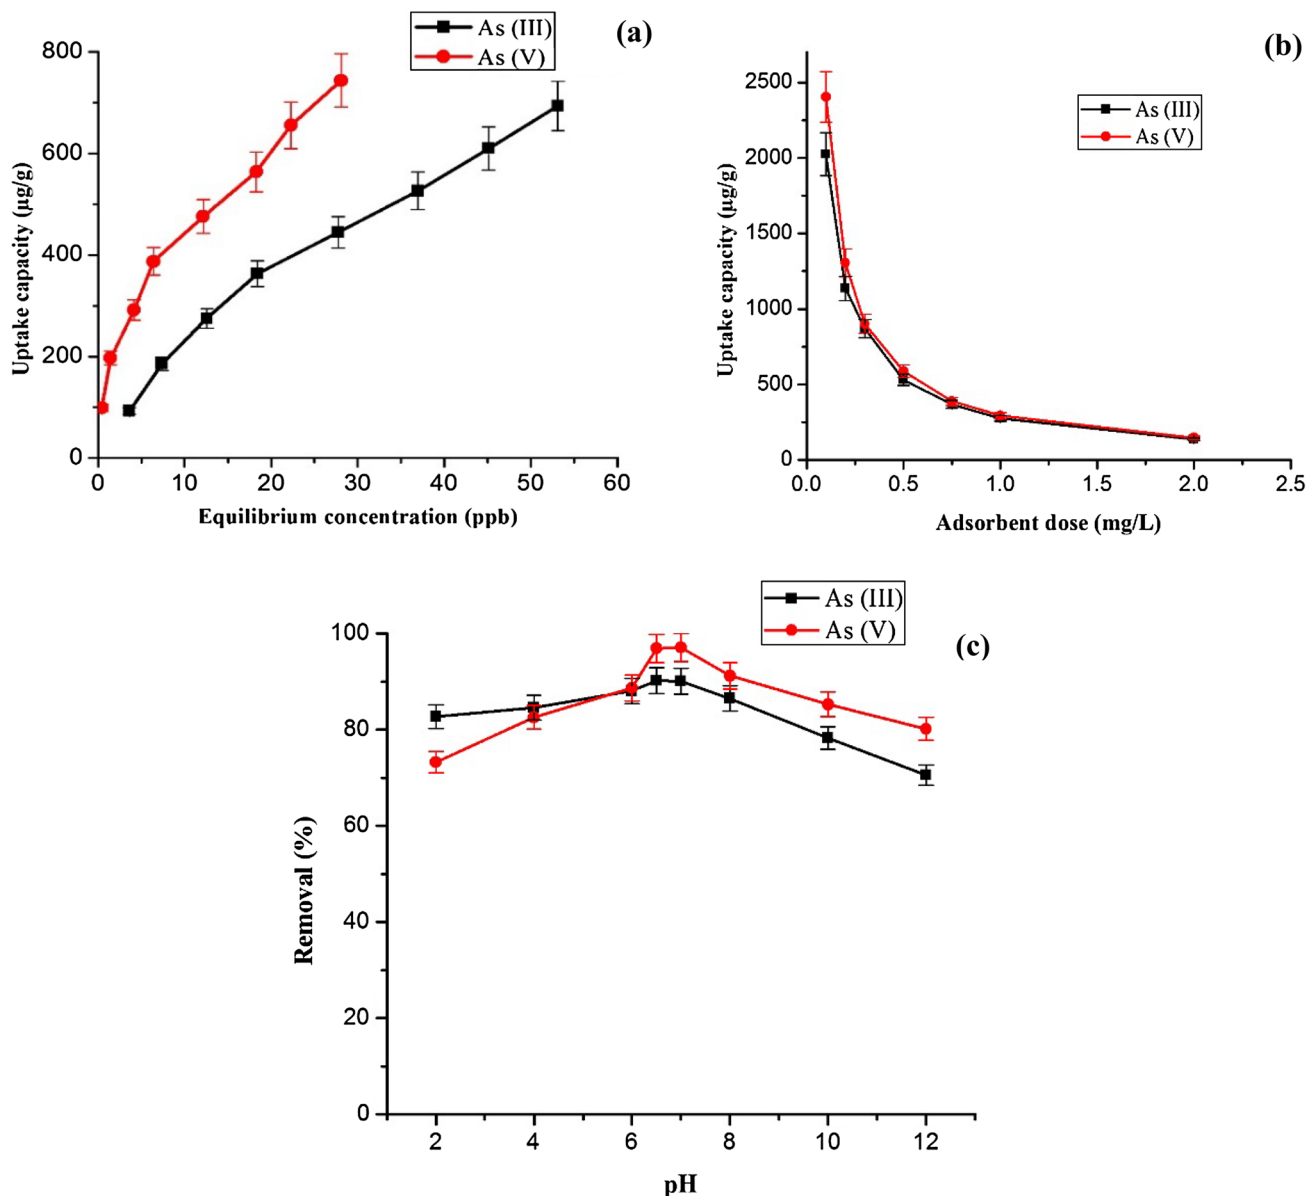 As (III)
As (V)
(a)
800
600
400
200
0
0 10 20 30 40 50 60
Uptake capacity (µg/g)
Equilibrium concentration (ppb)
(b)
As (III)
As (V)
2500
2000
1500
1000
500
0
0.0 0.5 1.0 1.5 2.0 2.5
Uptake capacity (µg/g)
Adsorbent dose (mg/L)
As (III)
As (V)
(c)
100
80
60
40
20
0
2 4 6 8 10 12
Removal (%)
pH